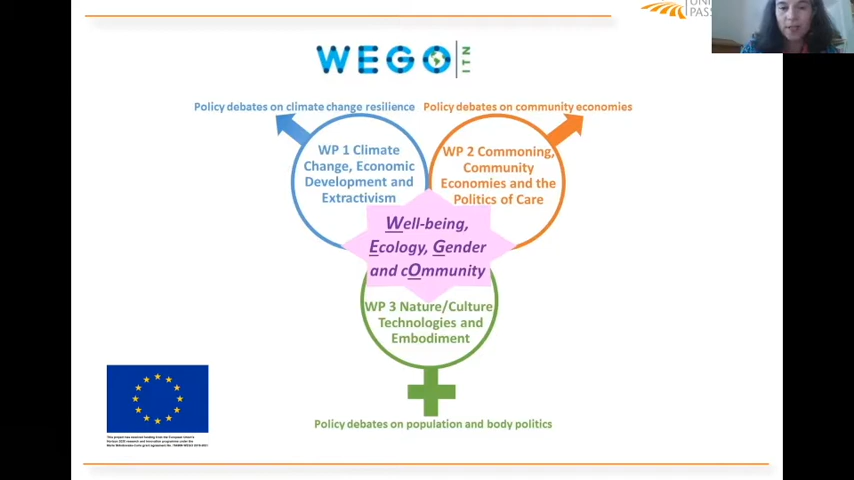 UNI
PASS
WEGO
ITN
Policy debates on climate change resilience
Policy debates on community economies
WP 1 Climate
Change, Economic
Development and
Extractivism
WP 2 Commoning,
Community
Economies and the
Politics of Care
Well-being,
Ecology, Gender
and cOmmunity
WP 3 Nature/Culture
Technologies and
Embodiment
Policy debates on population and body politics